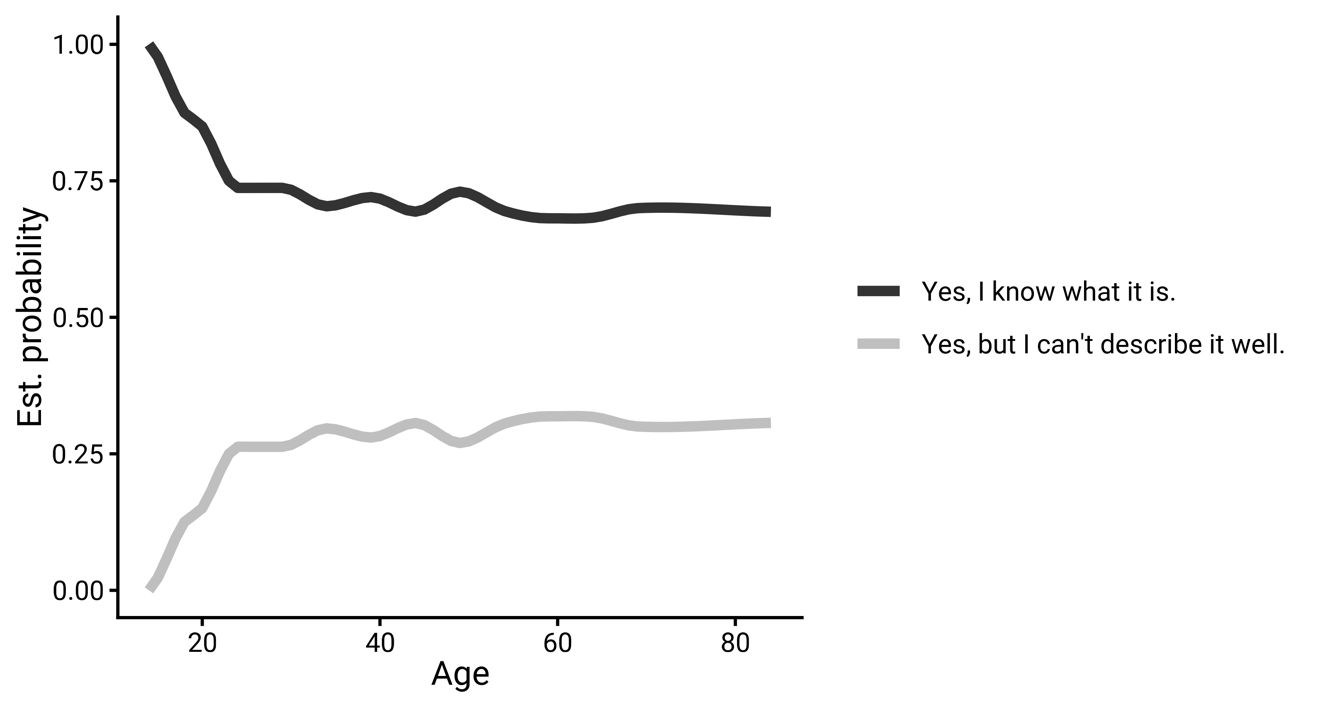 1.00
0.75
0.50
0.25
0.00
Est. probability
20 40 60 80
Age
Yes, I know what it is.
Yes, but I can't describe it well.